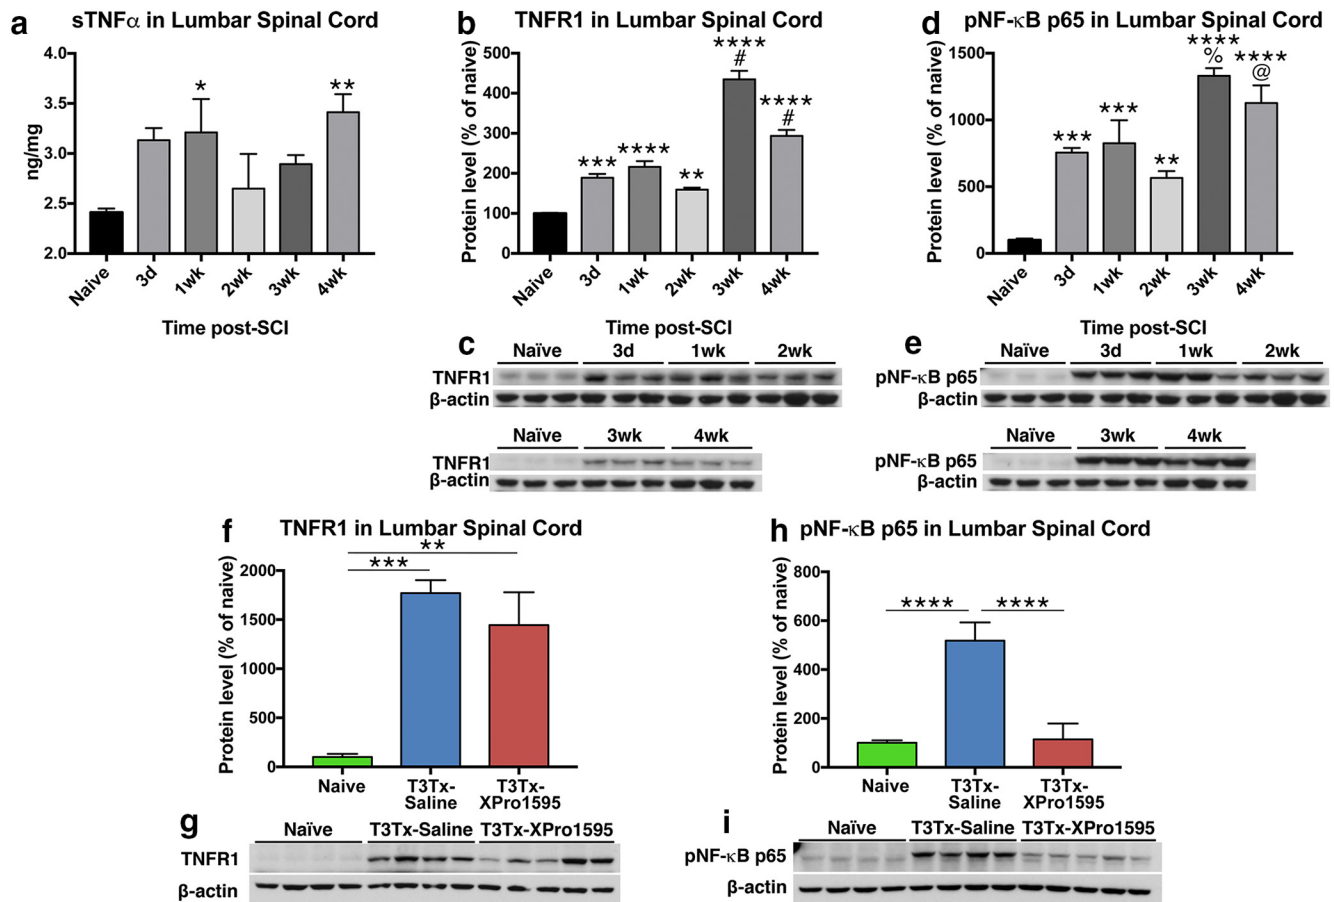 a
sTNFα in Lumbar Spinal Cord
ng/mg
4.0
3.5
3.0
2.5
2.0
*
**
Naive
3d
1wk
2wk
3wk
4wk
Time post-SCI
b
TNFR1 in Lumbar Spinal Cord
Protein level (% of naive)
500
400
300
200
100
0
***
****
**
****
#
****
#
Naive
3d
1wk
2wk
3wk
4wk
Time post-SCI
d
pNF-κB p65 in Lumbar Spinal Cord
Protein level (% of naive)
1500
1000
500
0
***
***
**
****
%
****
@
Naive
3d
1wk
2wk
3wk
4wk
Time post-SCI
c
Naïve 3d 1wk 2wk
TNFR1
β-actin
Naïve 3wk 4wk
TNFR1
β-actin
e
Naïve 3d 1wk 2wk
pNF-κB p65
β-actin
Naïve 3wk 4wk
pNF-κB p65
β-actin
f
TNFR1 in Lumbar Spinal Cord
Protein level (% of naive)
2000
1500
1000
500
0
**
***
Naive
T3Tx-
Saline
T3Tx-
XPro1595
h
pNF-κB p65 in Lumbar Spinal Cord
Protein level (% of naive)
800
600
400
200
0
****
****
Naive
T3Tx-
Saline
T3Tx-
XPro1595
g
Naïve T3Tx-Saline T3Tx-XPro1595
TNFR1
β-actin
i
Naïve T3Tx-Saline T3Tx-XPro1595
pNF-κB p65
β-actin